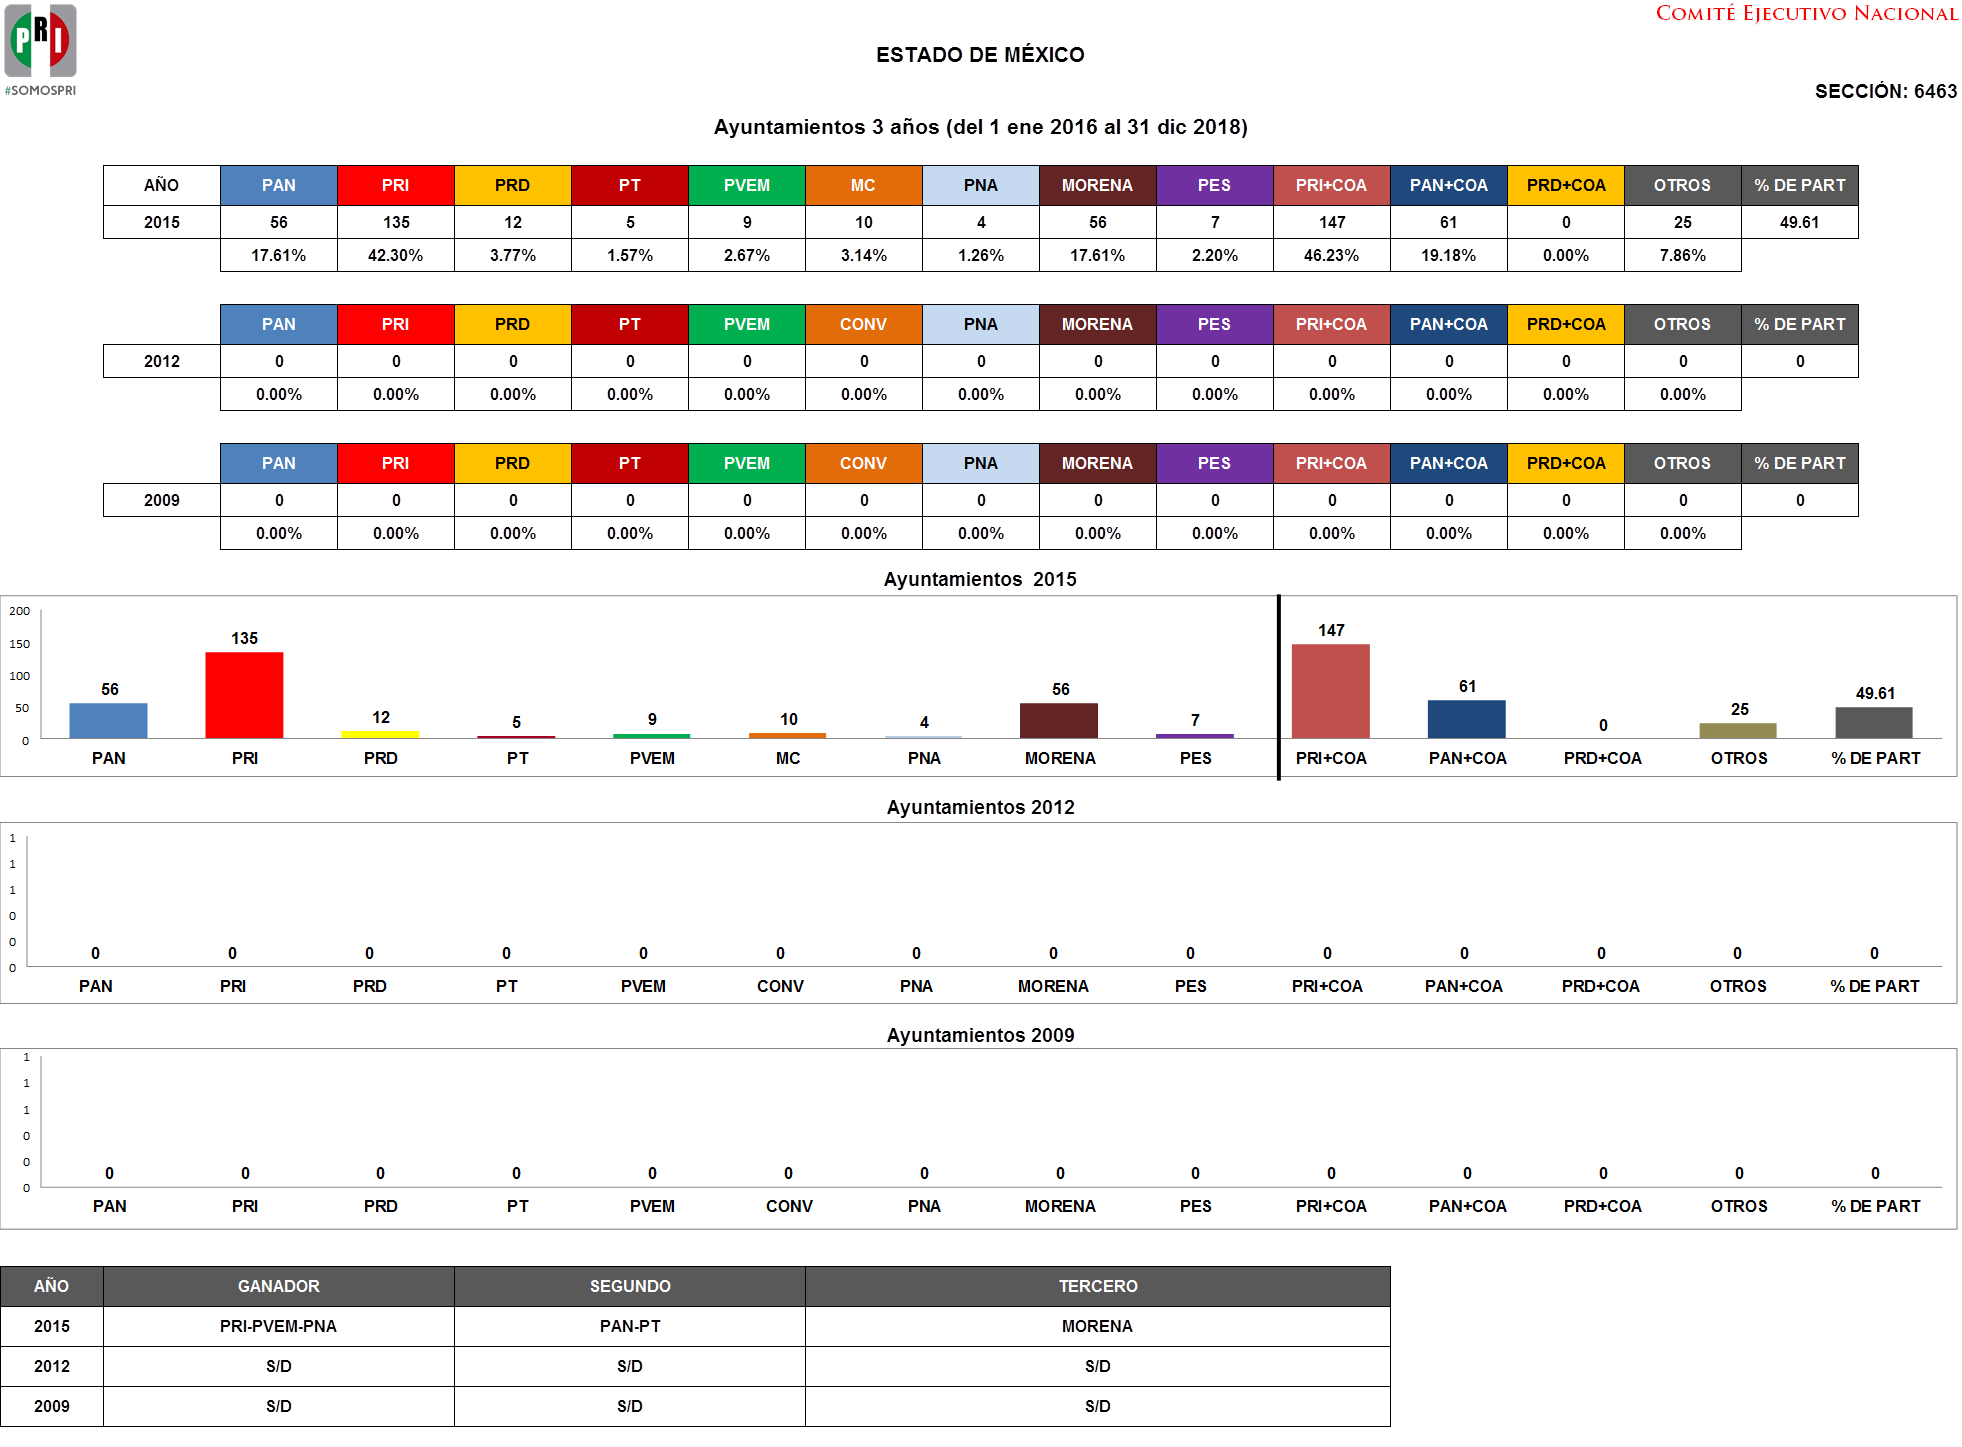 COMITÉ EJECUTIVO NACIONAL
PRI
#SOMOSPRI
ESTADO DE MÉXICO
SECCIÓN: 6463
Ayuntamientos 3 años (del 1 ene 2016 al 31 dic 2018)
AÑO PAN PRI PRD PT PVEM MC PNA MORENA PES PRI+COA PAN+COA PRD+COA OTROS % DE PART
2015 56 135 12 5 9 10 4 56 7 147 61 0 25 49.61
17.61% 42.30% 3.77% 1.57% 2.67% 3.14% 1.26% 17.61% 2.20% 46.23% 19.18% 0.00% 7.86%
PAN PRI PRD PT PVEM CONV PNA MORENA PES PRI+COA PAN+COA PRD+COA OTROS % DE PART
2012 0 0 0 0 0 0 0 0 0 0 0 0 0 0
0.00% 0.00% 0.00% 0.00% 0.00% 0.00% 0.00% 0.00% 0.00% 0.00% 0.00% 0.00% 0.00%
PAN PRI PRD PT PVEM CONV PNA MORENA PES PRI+COA PAN+COA PRD+COA OTROS % DE PART
2009 0 0 0 0 0 0 0 0 0 0 0 0 0 0
0.00% 0.00% 0.00% 0.00% 0.00% 0.00% 0.00% 0.00% 0.00% 0.00% 0.00% 0.00% 0.00%
Ayuntamientos 2015
200
150
100
50
0
56 135 12 5 9 10 4 56 7 147 61 0 25 49.61
PAN PRI PRD PT PVEM MC PNA MORENA PES PRI+COA PAN+COA PRD+COA OTROS % DE PART
Ayuntamientos 2012
1
1
1
0
0
0
0 0 0 0 0 0 0 0 0 0 0 0 0 0
PAN PRI PRD PT PVEM CONV PNA MORENA PES PRI+COA PAN+COA PRD+COA OTROS % DE PART
Ayuntamientos 2009
1
1
1
0
0
0
0 0 0 0 0 0 0 0 0 0 0 0 0 0
PAN PRI PRD PT PVEM CONV PNA MORENA PES PRI+COA PAN+COA PRD+COA OTROS % DE PART
AÑO GANADOR SEGUNDO TERCERO
2015 PRI-PVEM-PNA PAN-PT MORENA
2012 S/D S/D S/D
2009 S/D S/D S/D